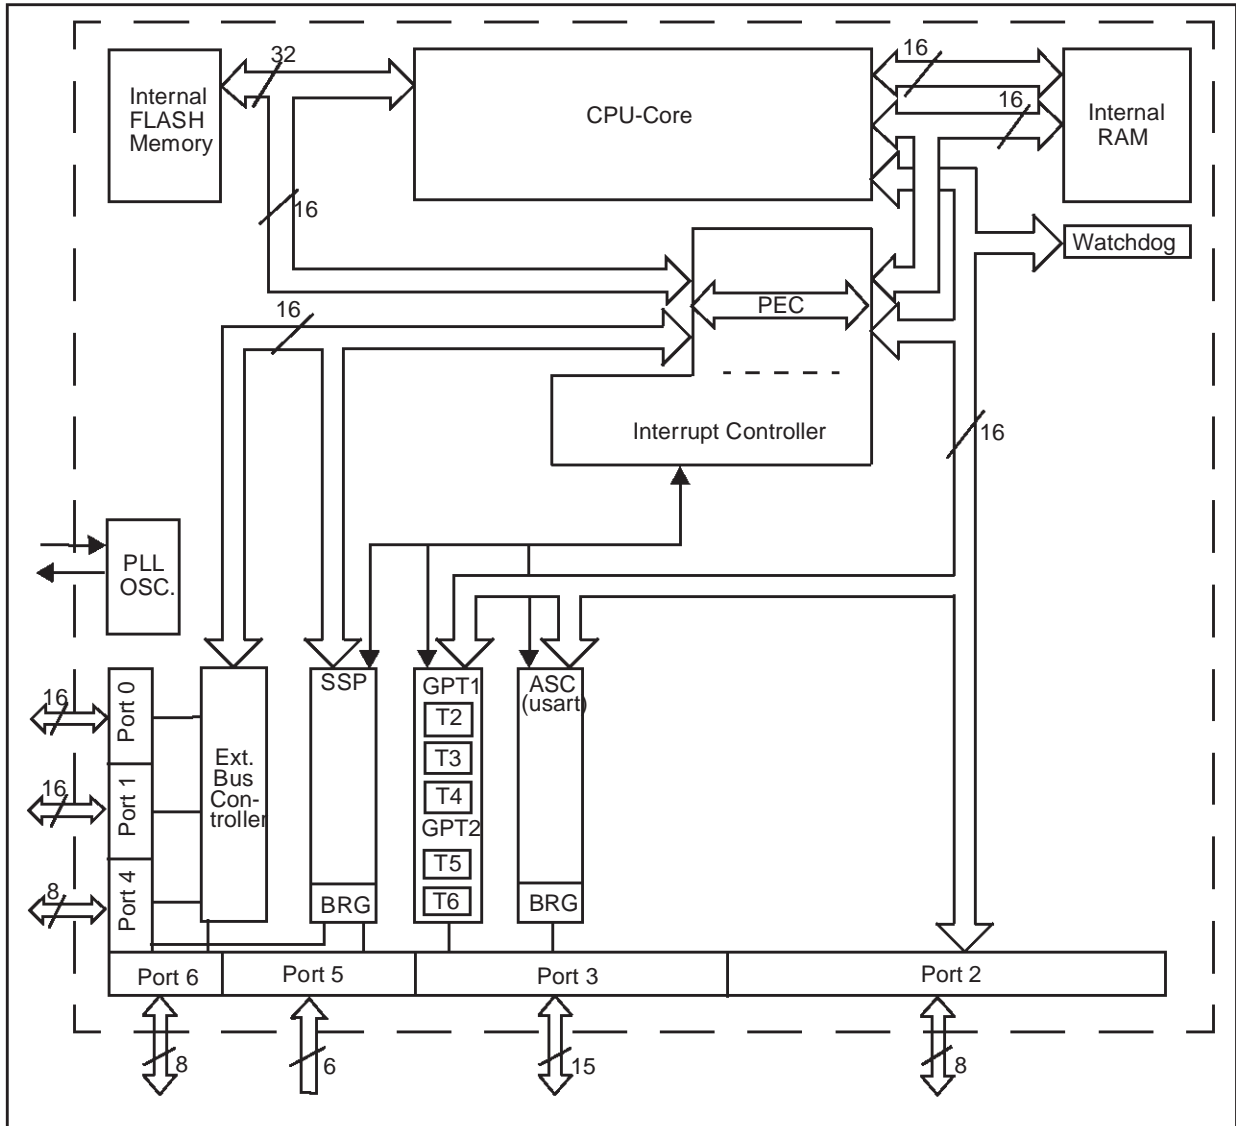 32
16
Internal
FLASH
Memory
CPU-Core
16
Internal
RAM
16
Watchdog
16
PEC
Interrupt Controller
16
PLL
OSC.
SSP
GPT1
ASC
(usart)
16
Port 0
T2
T3
Ext.
Bus
Con-
troller
16
Port 1
T4
GPT2
T5
8
Port 4
BRG
T6
BRG
Port 6
Port 5
Port 3
Port 2
8
6
15
8